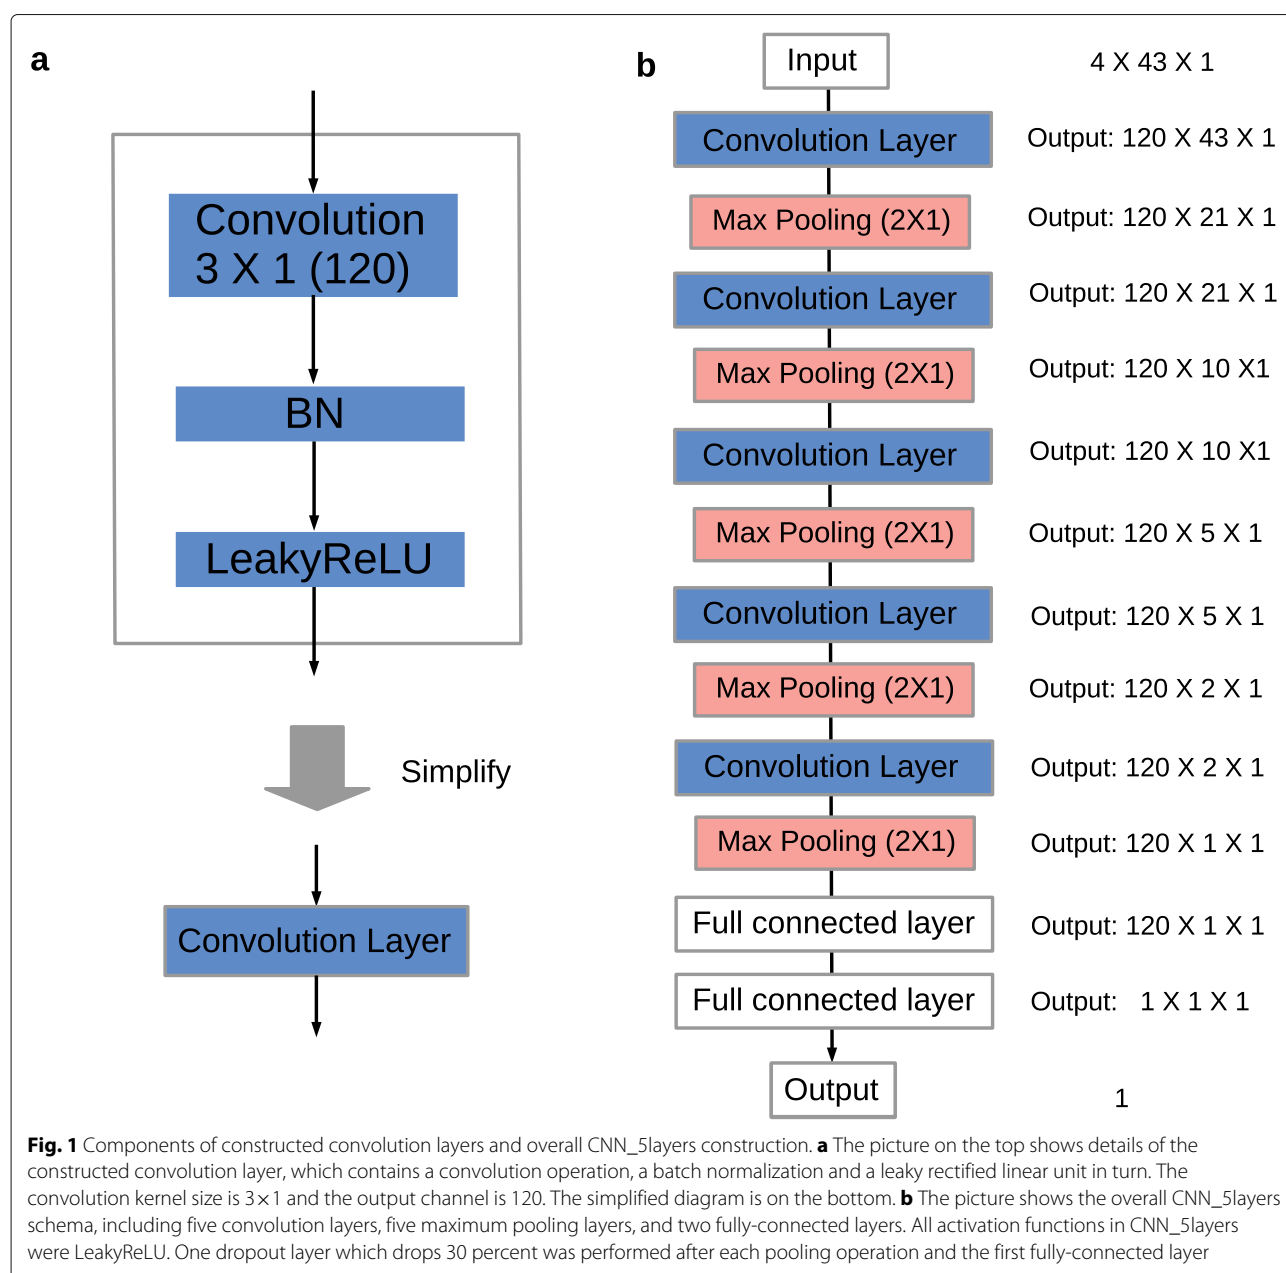 a
Convolution
3 X 1 (120)
BN
LeakyReLU
Simplify
Convolution Layer
b
Input 4 X 43 X 1
Convolution Layer Output: 120 X 43 X 1
Max Pooling (2X1) Output: 120 X 21 X 1
Convolution Layer Output: 120 X 21 X 1
Max Pooling (2X1) Output: 120 X 10 X1
Convolution Layer Output: 120 X 10 X1
Max Pooling (2X1) Output: 120 X 5 X 1
Convolution Layer Output: 120 X 5 X 1
Max Pooling (2X1) Output: 120 X 2 X 1
Convolution Layer Output: 120 X 2 X 1
Max Pooling (2X1) Output: 120 X 1 X 1
Full connected layer Output: 120 X 1 X 1
Full connected layer Output: 1 X 1 X 1
Output 1
Fig. 1 Components of constructed convolution layers and overall CNN_5layers construction. a The picture on the top shows details of the
constructed convolution layer, which contains a convolution operation, a batch normalization and a leaky rectified linear unit in turn. The
convolution kernel size is 3×1 and the output channel is 120. The simplified diagram is on the bottom. b The picture shows the overall CNN_5layers
schema, including five convolution layers, five maximum pooling layers, and two fully-connected layers. All activation functions in CNN_5layers
were LeakyReLU. One dropout layer which drops 30 percent was performed after each pooling operation and the first fully-connected layer